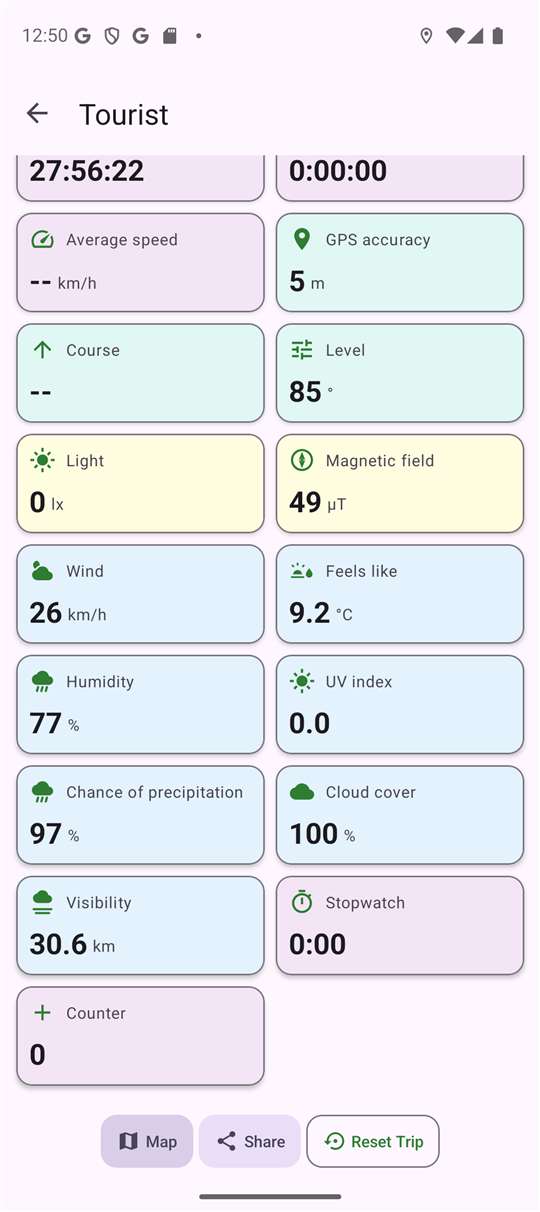 12:50
Tourist
27:56:22
0:00:00
Average speed
-- km/h
GPS accuracy
5 m
Course
--
Level
85 °
Light
0 lx
Magnetic field
49 μT
Wind
26 km/h
Feels like
9.2 °C
Humidity
77 %
UV index
0.0
Chance of precipitation
97 %
Cloud cover
100 %
Visibility
30.6 km
Stopwatch
0:00
Counter
0
Map
Share
Reset Trip